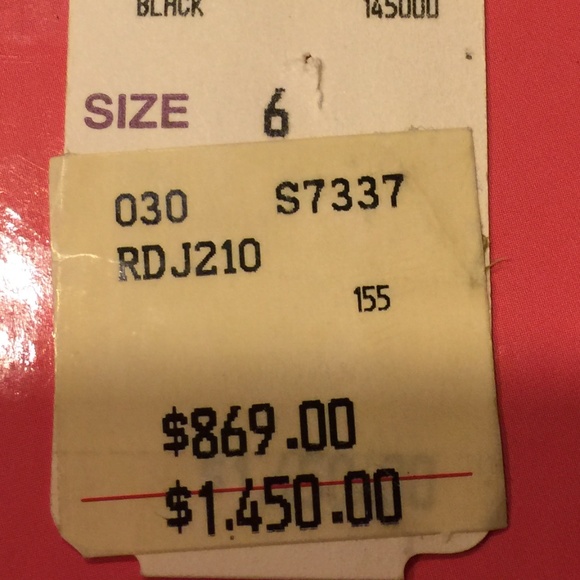 BLACK 145000
SIZE 6
030 S7337
RDJ210
155
$869.00
$1.450.00